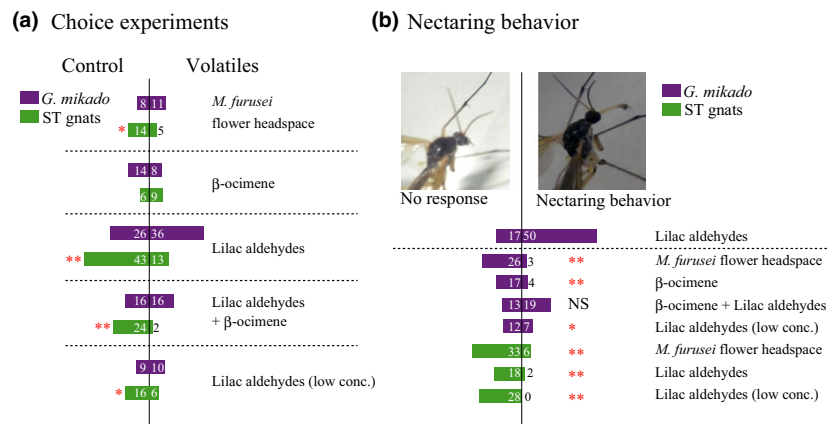 (a) Choice experiments
Control Volatiles
G. mikado
ST gnats
8 11 M. furusei
* 14 5 flower headspace
14 8
β-ocimene
6 9
26 36
Lilac aldehydes
** 43 13
16 16 Lilac aldehydes
** 24 2 + β-ocimene
9 10
Lilac aldehydes (low conc.)
* 16 6
(b) Nectaring behavior
G. mikado
ST gnats
No response Nectaring behavior
17 50 Lilac aldehydes
26 3 ** M. furusei flower headspace
17 4 ** β-ocimene
13 19 NS β-ocimene + Lilac aldehydes
12 7 * Lilac aldehydes (low conc.)
33 6 ** M. furusei flower headspace
18 2 ** Lilac aldehydes
28 0 ** Lilac aldehydes (low conc.)